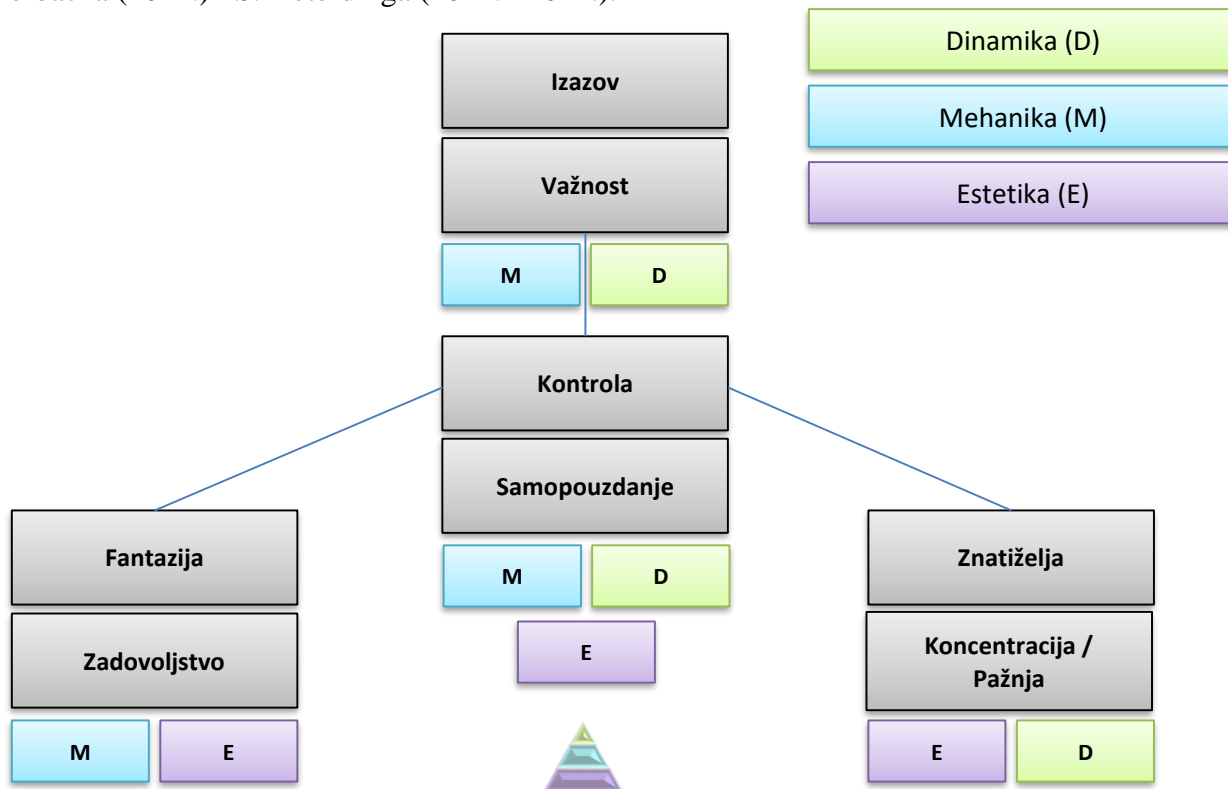 Dinamika (D)
Izazov
Mehanika (M)
Važnost
Estetika (E)
M
D
Kontrola
Samopouzdanje
Fantazija
Znatiželja
M
D
Zadovoljstvo
E
Koncentracija /
Pažnja
M
E
E
D